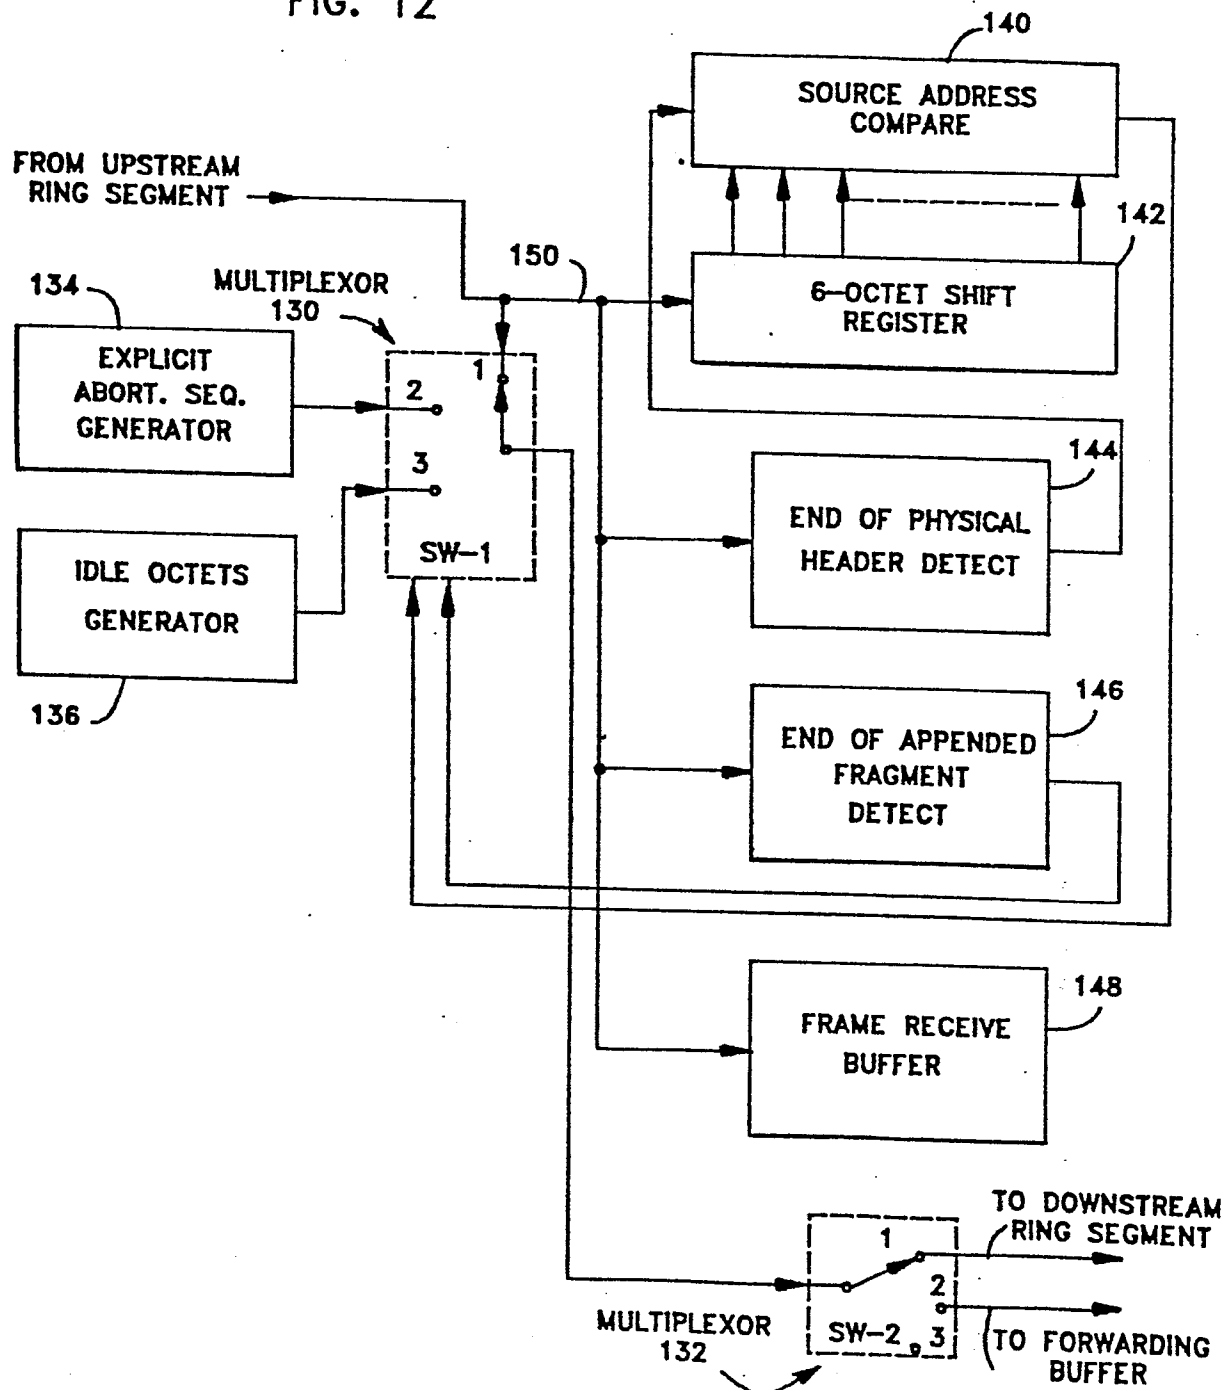 FIG. 12
140
SOURCE ADDRESS
COMPARE
FROM UPSTREAM
RING SEGMENT
142
150
134
MULTIPLEXOR
130
6-OCTET SHIFT
REGISTER
EXPLICIT
ABORT. SEQ.
GENERATOR
1
2
3
SW-1
144
END OF PHYSICAL
HEADER DETECT
IDLE OCTETS
GENERATOR
136
146
END OF APPENDED
FRAGMENT
DETECT
148
FRAME RECEIVE
BUFFER
TO DOWNSTREAM
RING SEGMENT
1
2
SW-2
3
MULTIPLEXOR
132
TO FORWARDING
BUFFER